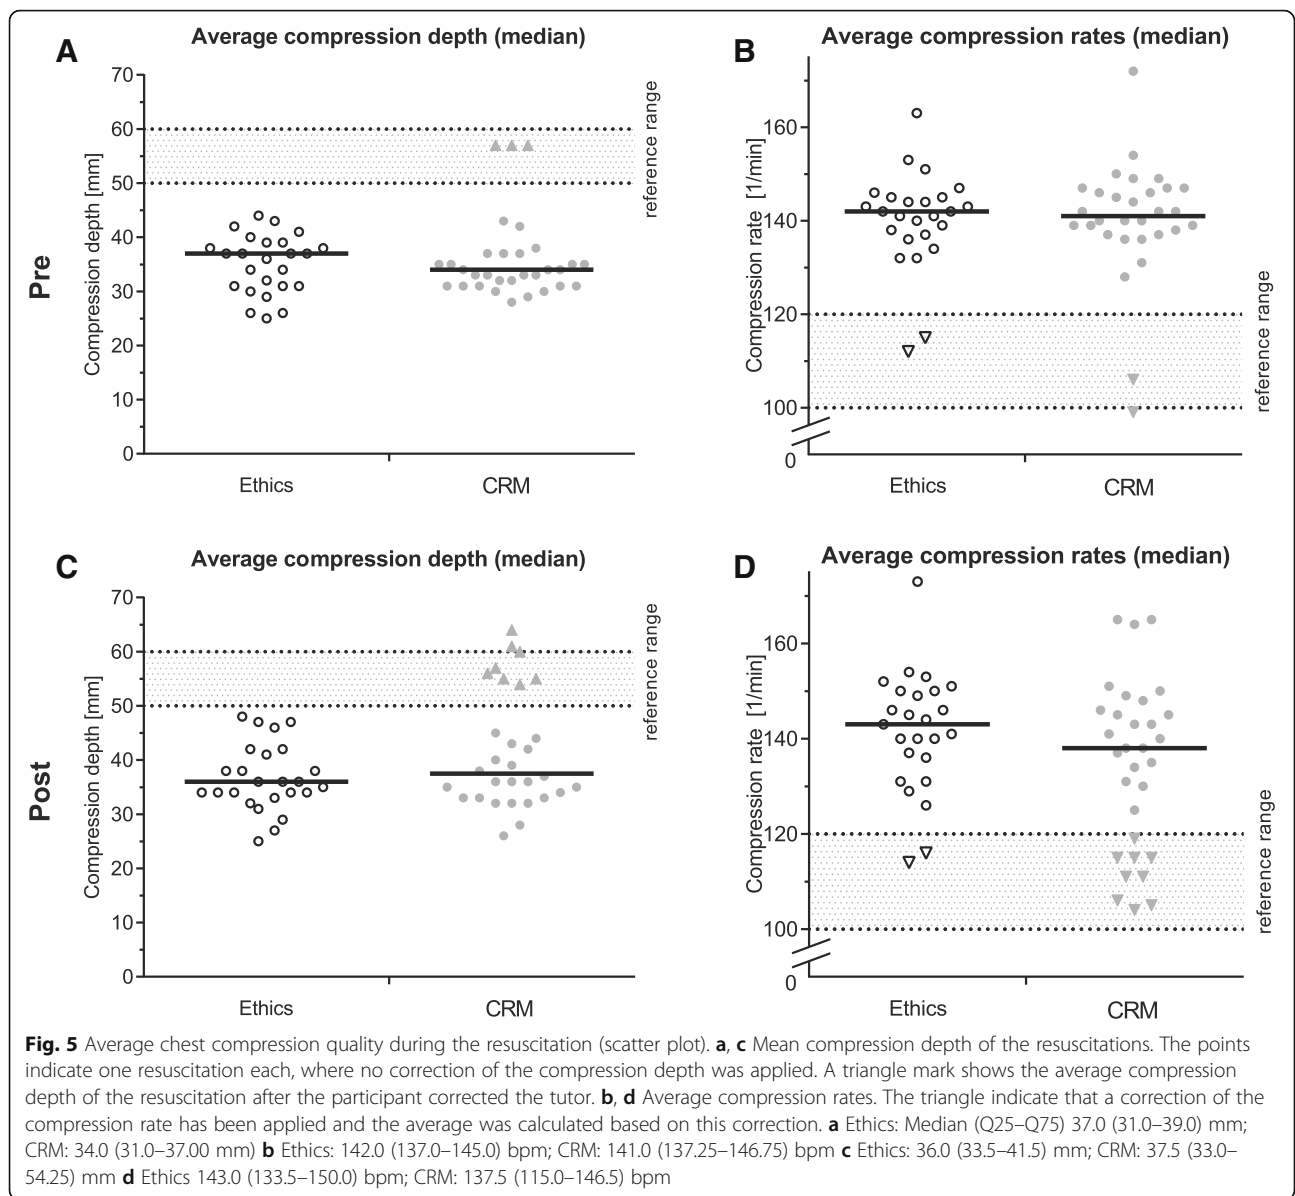 A
Average compression depth (median)
70
60
50
40
30
20
10
0
Compression depth [mm]
reference range
Pre
Ethics
CRM
B
Average compression rates (median)
160
140
120
100
0
Compression rate [1/min]
reference range
Ethics
CRM
C
Average compression depth (median)
70
60
50
40
30
20
10
0
Compression depth [mm]
reference range
Post
Ethics
CRM
D
Average compression rates (median)
160
140
120
100
0
Compression rate [1/min]
reference range
Ethics
CRM
Fig. 5 Average chest compression quality during the resuscitation (scatter plot). a, c Mean compression depth of the resuscitations. The points
indicate one resuscitation each, where no correction of the compression depth was applied. A triangle mark shows the average compression
depth of the resuscitation after the participant corrected the tutor. b, d Average compression rates. The triangle indicate that a correction of the
compression rate has been applied and the average was calculated based on this correction. a Ethics: Median (Q25–Q75) 37.0 (31.0–39.0) mm;
CRM: 34.0 (31.0–37.00 mm) b Ethics: 142.0 (137.0–145.0) bpm; CRM: 141.0 (137.25–146.75) bpm c Ethics: 36.0 (33.5–41.5) mm; CRM: 37.5 (33.0–
54.25) mm d Ethics 143.0 (133.5–150.0) bpm; CRM: 137.5 (115.0–146.5) bpm